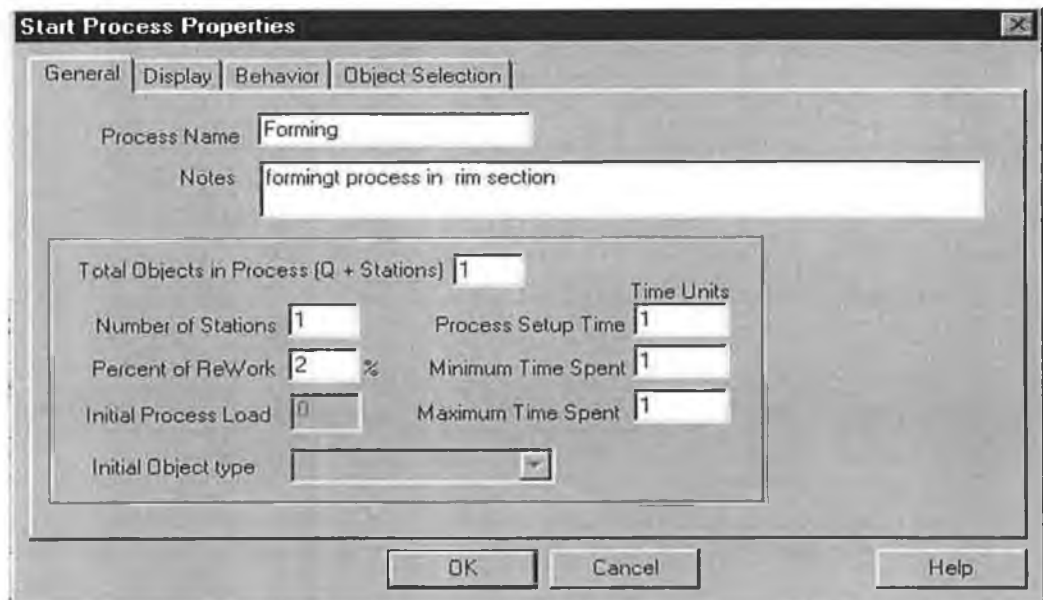 Start Process Properties
General Display Behavior Object Selection
Process Name Forming
Notes formingt process in rim section
Total Objects in Process (Q + Stations) 1
Time Units
Number of Stations 1 Process Setup Time 1
Percent of ReWork 2 % Minimum Time Spent 1
Initial Process Load 0 Maximum Time Spent 1
Initial Object type
OK Cancel Help